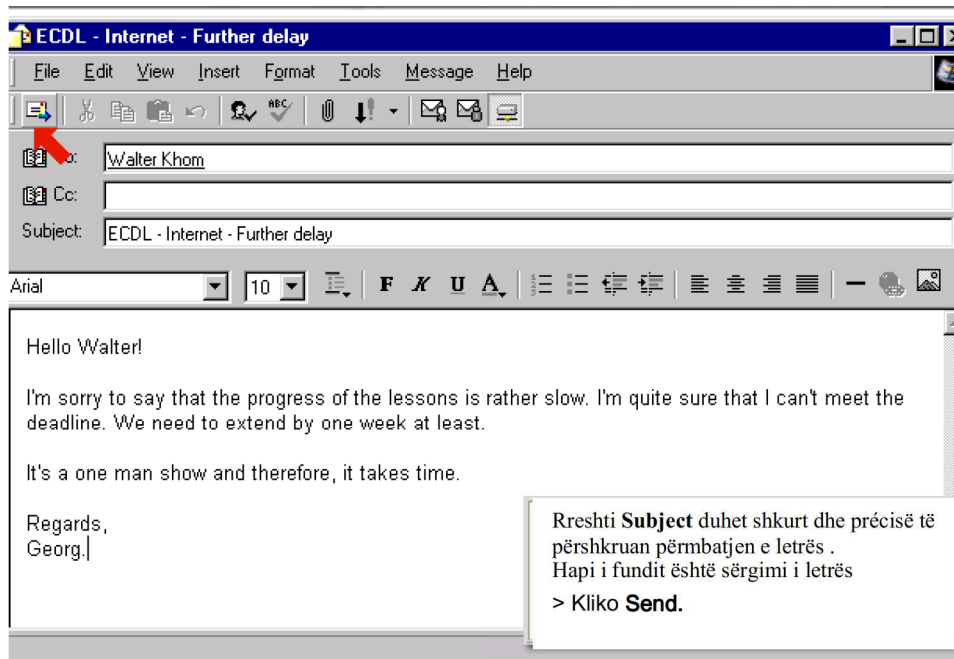 ECDL - Internet - Further delay
File Edit View Insert Format Tools Message Help
ABC
To: Walter Khom
Cc:
Subject: ECDL - Internet - Further delay
Arial 10 F K U A
Hello Walter!
I'm sorry to say that the progress of the lessons is rather slow. I'm quite sure that I can't meet the
deadline. We need to extend by one week at least.
It's a one man show and therefore, it takes time.
Regards,
Georg.
Rreshti Subject duhet shkurt dhe précisë të
përshkruan përmbatjen e letrës .
Hapi i fundit është sërgimi i letrës
> Kliko Send.